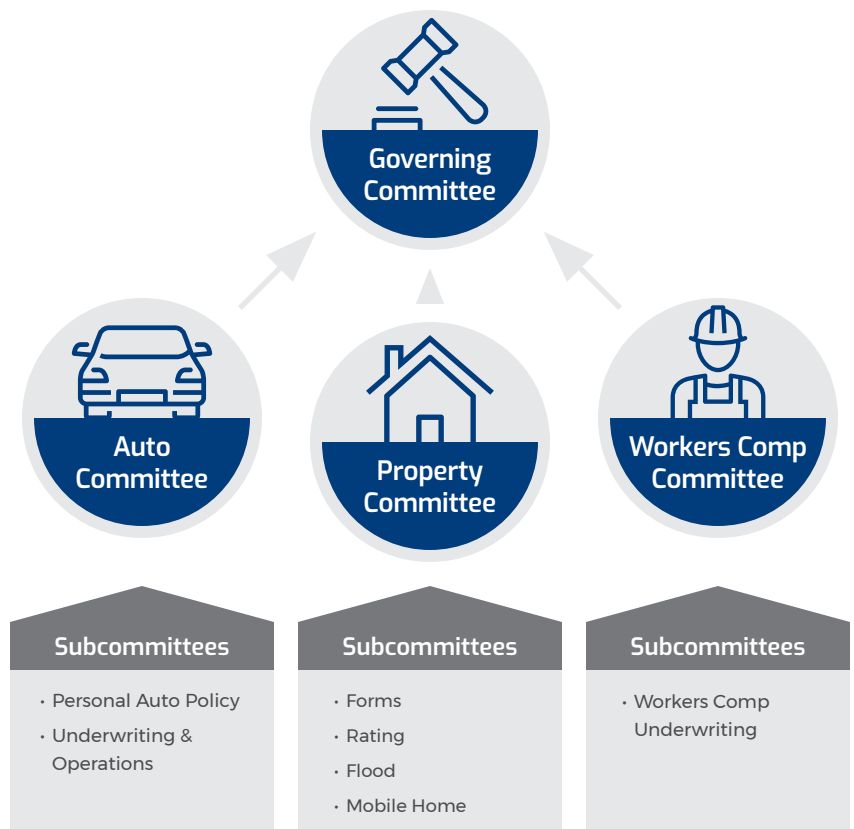 Governing
Committee
Auto
Committee
Property
Committee
Workers Comp
Committee
Subcommittees
• Personal Auto Policy
• Underwriting &
Operations
Subcommittees
• Forms
• Rating
• Flood
• Mobile Home
Subcommittees
• Workers Comp
Underwriting